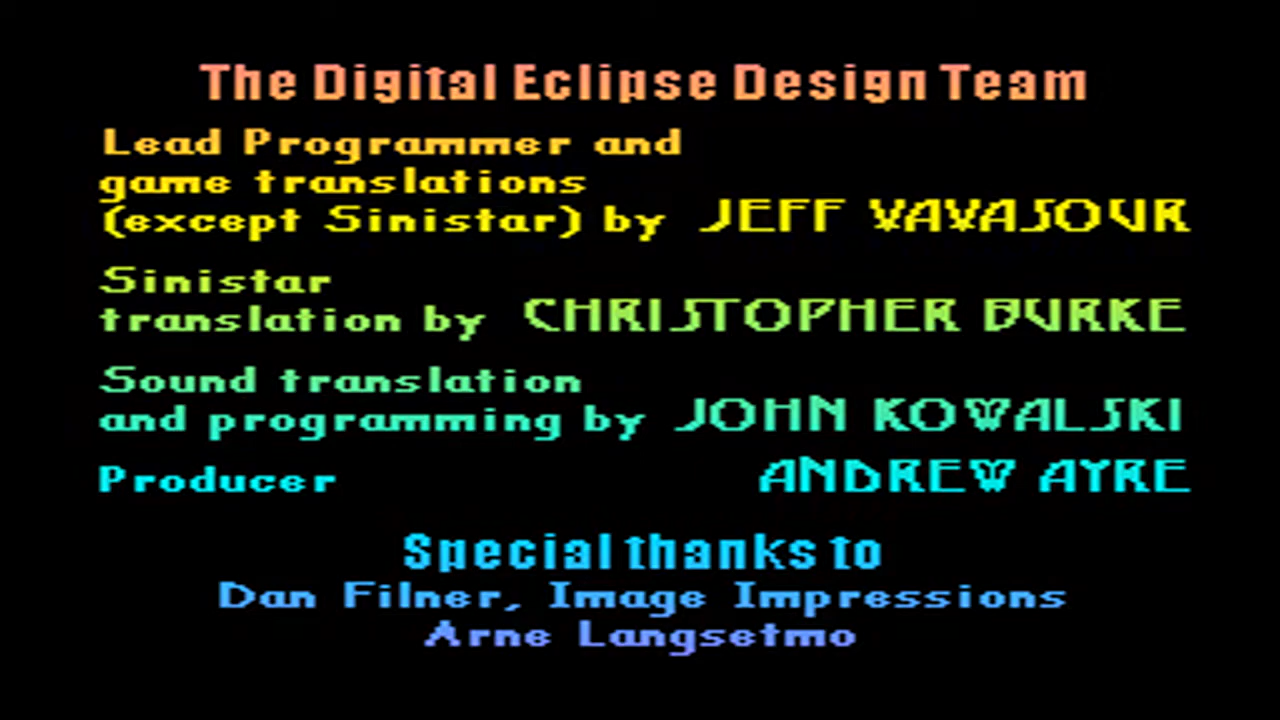 The Digital Eclipse Design Team
Lead Programmer and
game translations
(except Sinistar) by JEFF VAVASOUR
Sinistar
translation by CHRISTOPHER BURKE
Sound translation
and programming by JOHN KOWALSKI
Producer ANDREW AYRE
Special thanks to
Dan Filner, Image Impressions
Arne Langsetmo